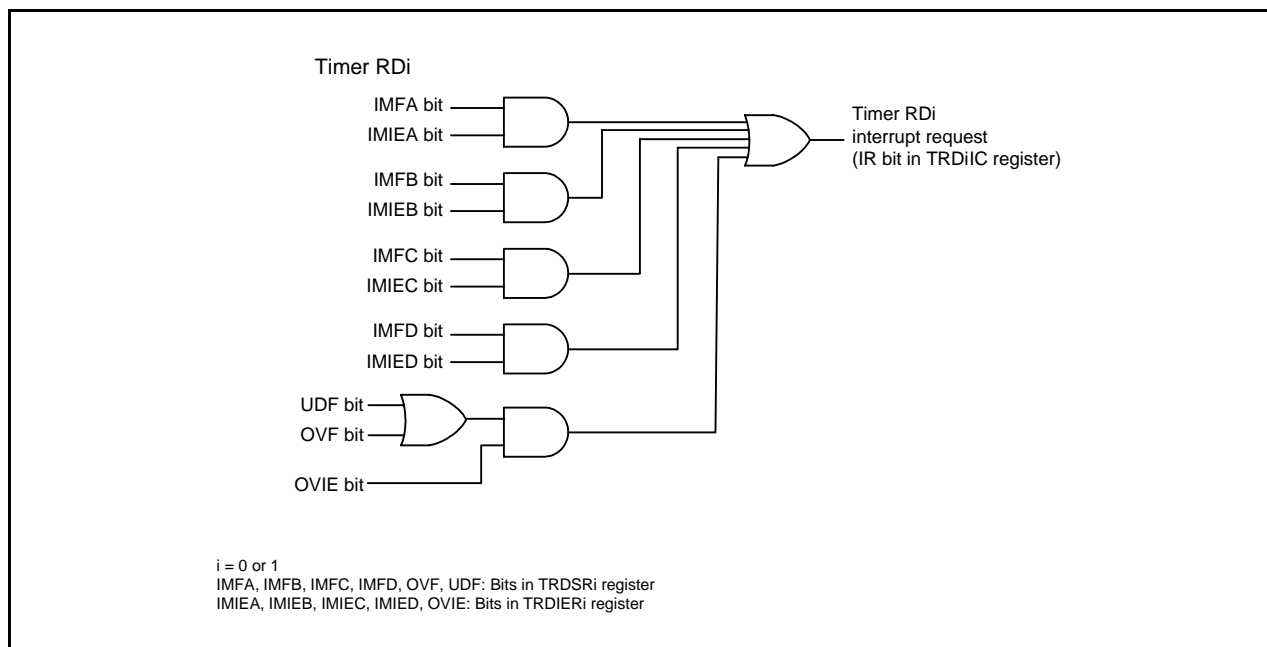 Timer RDi
IMFA bit
IMIEA bit
IMFB bit
IMIEB bit
IMFC bit
IMIEC bit
IMFD bit
IMIED bit
UDF bit
OVF bit
OVIE bit
Timer RDi
interrupt request
(IR bit in TRDiIC register)
i = 0 or 1
IMFA, IMFB, IMFC, IMFD, OVF, UDF: Bits in TRDSRi register
IMIEA, IMIEB, IMIEC, IMIED, OVIE: Bits in TRDIERi register